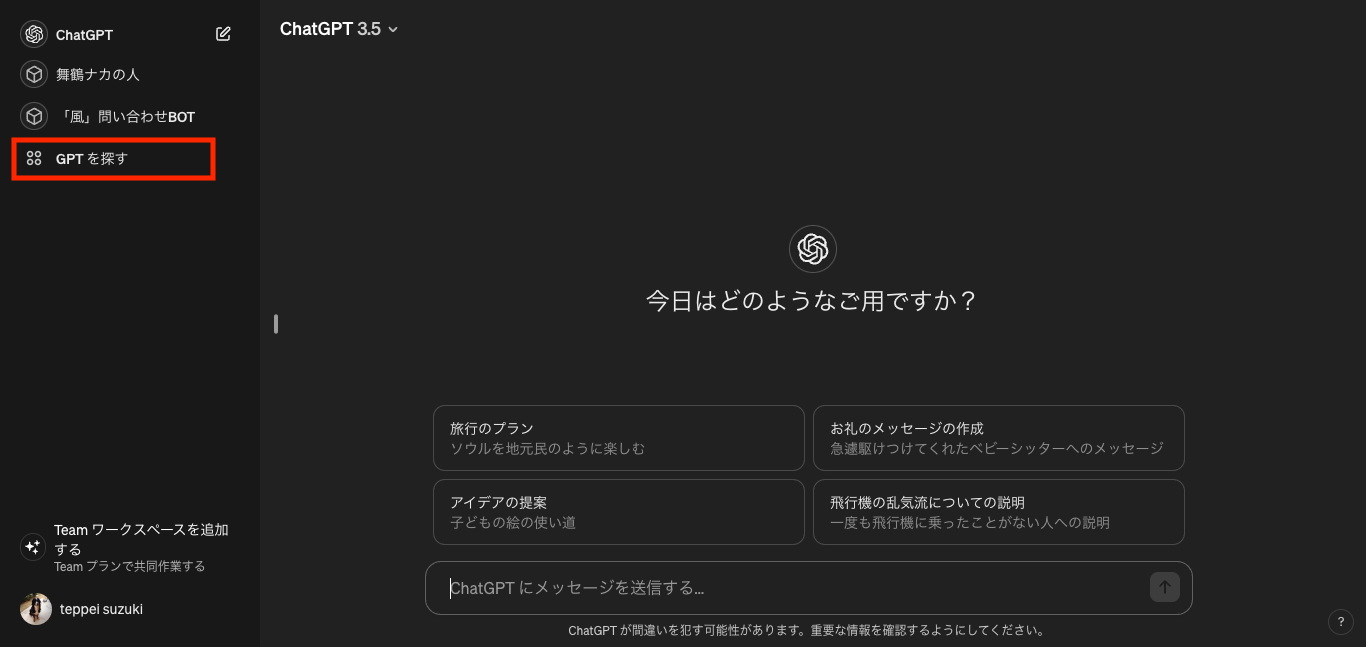 ChatGPT
舞鶴ナカの人
「風」問い合わせBOT
GPT を探す
Team ワークスペースを追加
する
Team プランで共同作業する
teppei suzuki
ChatGPT 3.5
今日はどのようなご用ですか？
旅行のプラン
ソウルを地元民のように楽しむ
お礼のメッセージの作成
急遽駆けつけてくれたベビーシッターへのメッセージ
アイデアの提案
子どもの絵の使い道
飛行機の乱気流についての説明
一度も飛行機に乗ったことがない人への説明
ChatGPT にメッセージを送信する...
ChatGPT が間違いを犯す可能性があります。重要な情報を確認するようにしてください。
?